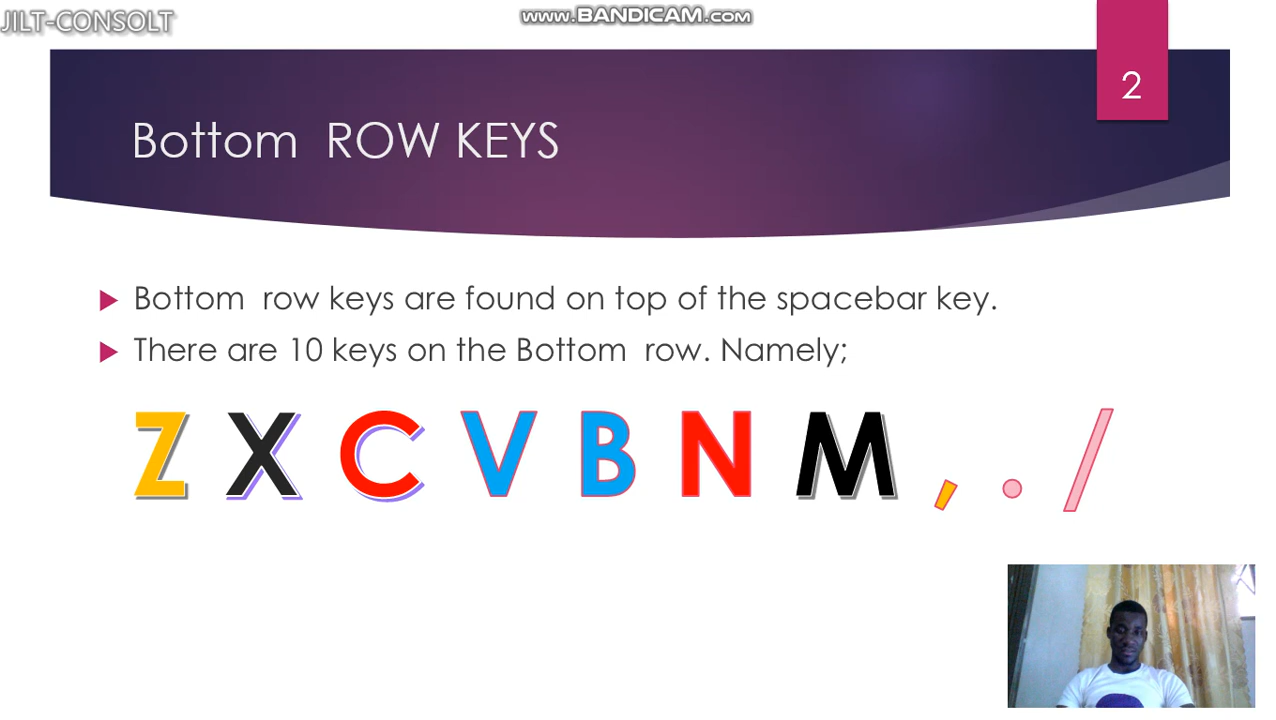 JILT-CONSOLT
www.BANDICAM.com
2
Bottom ROW KEYS
Bottom row keys are found on top of the spacebar key.
There are 10 keys on the Bottom row. Namely;
Z X C V B N M , . /